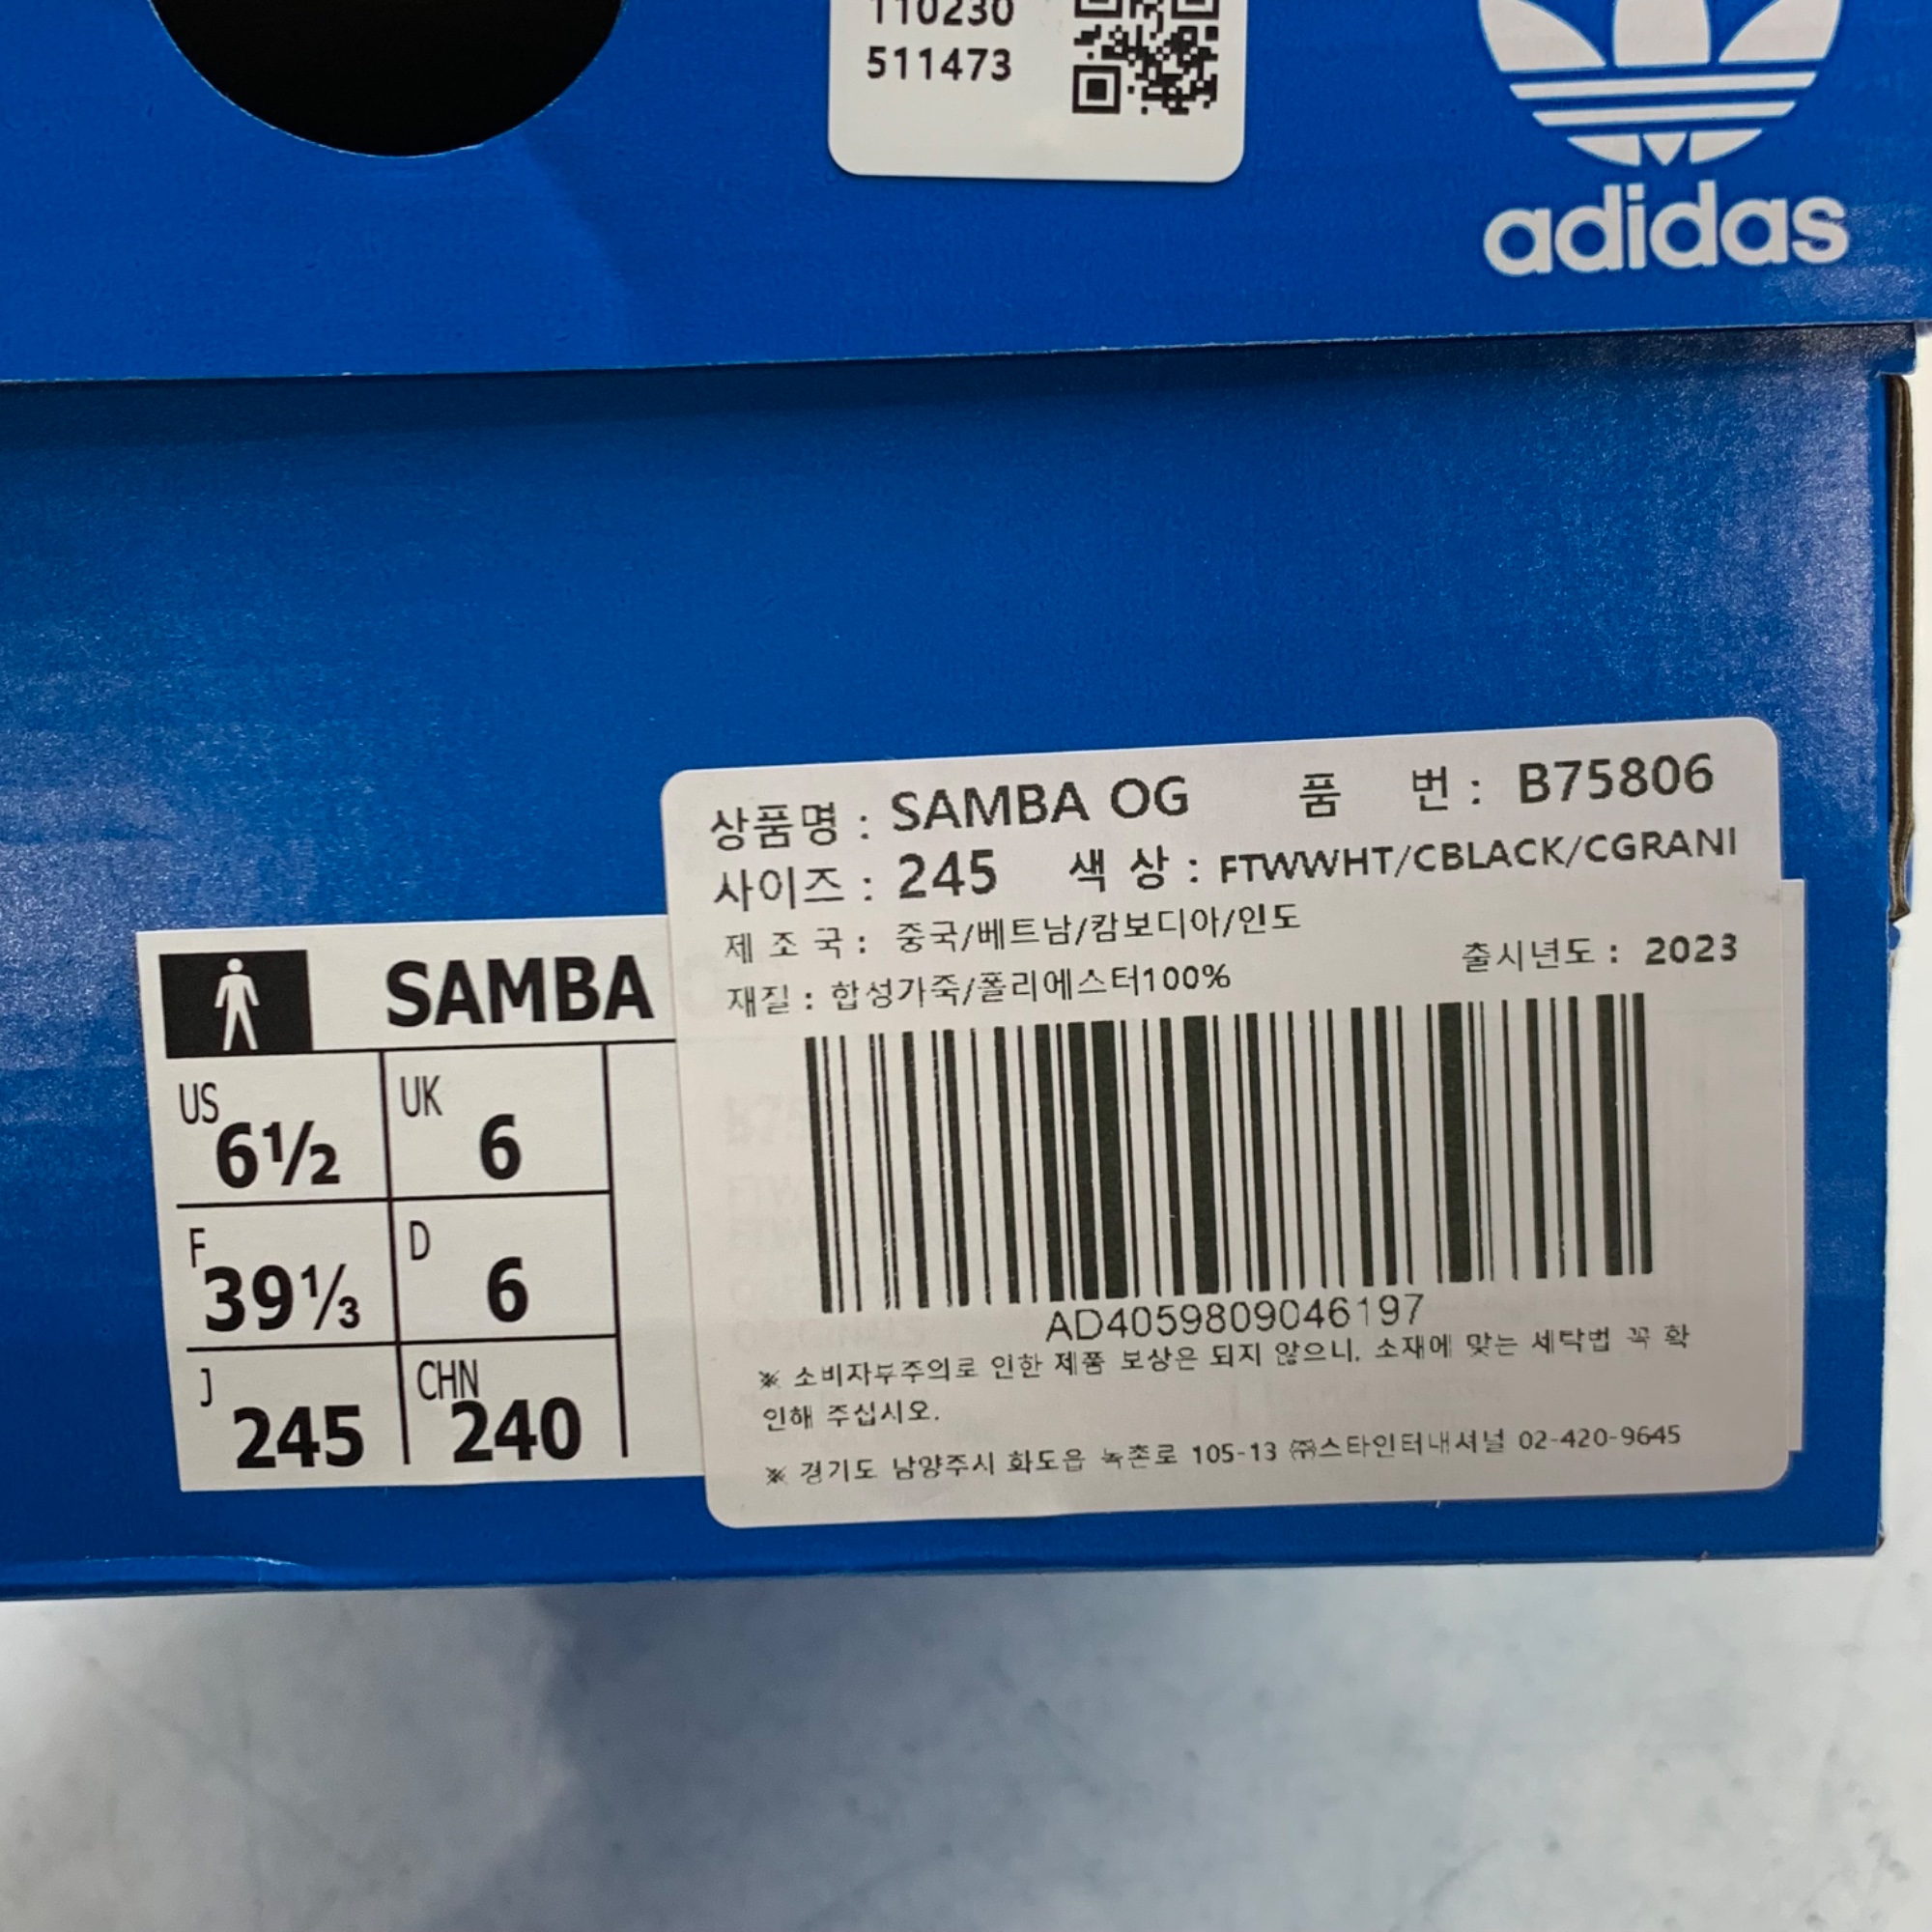 110230
511473
adidas
상품명 : SAMBA OG 품 번 : B75806
사이즈 : 245 색 상 : FTWWHT/CBLACK/CGRANI
제 조 국 : 중국/베트남/캄보디아/인도
출시년도 : 2023
재질 : 합성가죽/폴리에스터100%
AD4059809046197
※ 소비자부주의로 인한 제품 보상은 되지 않으니, 소재에 맞는 세탁법 꼭 확
인해 주십시오.
※ 경기도 남양주시 화도읍 녹촌로 105-13 ㈜스타인터내셔널 02-420-9645
SAMBA
US 6½ UK 6
F 39⅓ D 6
J 245 CHN 240